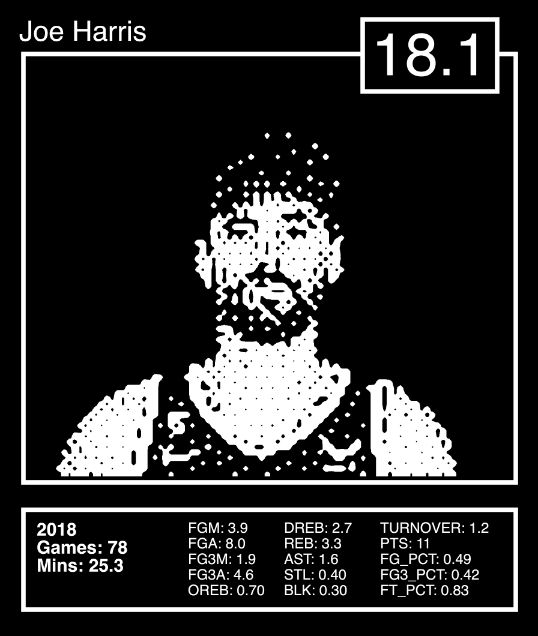 Joe Harris
18.1
2018
Games: 78
Mins: 25.3
FGM: 3.9
FGA: 8.0
FG3M: 1.9
FG3A: 4.6
OREB: 0.70
DREB: 2.7
REB: 3.3
AST: 1.6
STL: 0.40
BLK: 0.30
TURNOVER: 1.2
PTS: 11
FG_PCT: 0.49
FG3_PCT: 0.42
FT_PCT: 0.83